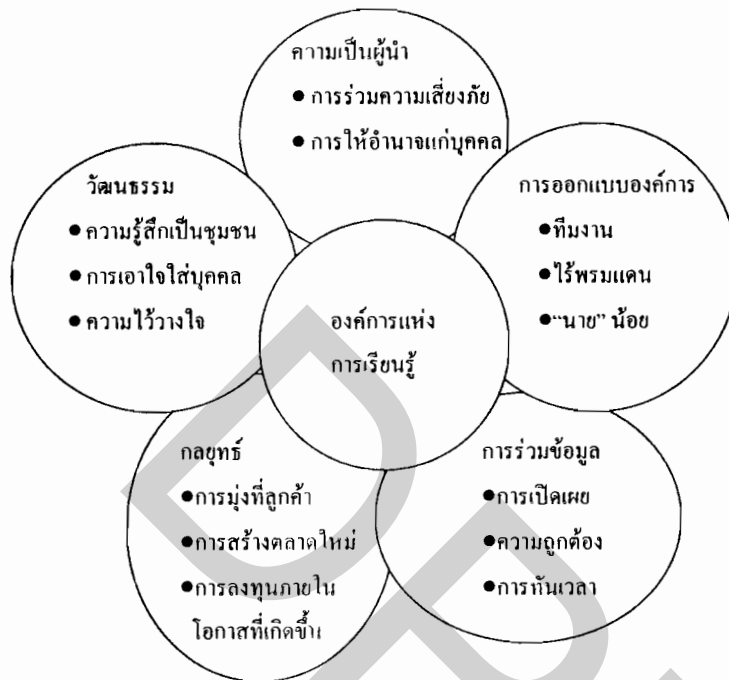 ความเป็นผู้นำ
● การร่วมความเสี่ยงภัย
● การให้อำนาจแก่บุคคล
วัฒนธรรม
● ความรู้สึกเป็นชุมชน
● การเอาใจใส่บุคคล
● ความไว้วางใจ
การออกแบบองค์การ
● ทีมงาน
● ไร้พรมแดน
● “นาย” น้อย
องค์การแห่ง
การเรียนรู้
กลยุทธ์
● การมุ่งที่ลูกค้า
● การสร้างตลาดใหม่
● การลงทุนภายใน
โอกาสที่เกิดขึ้น
การร่วมข้อมูล
● การเปิดเผย
● ความถูกต้อง
● การทันเวลา